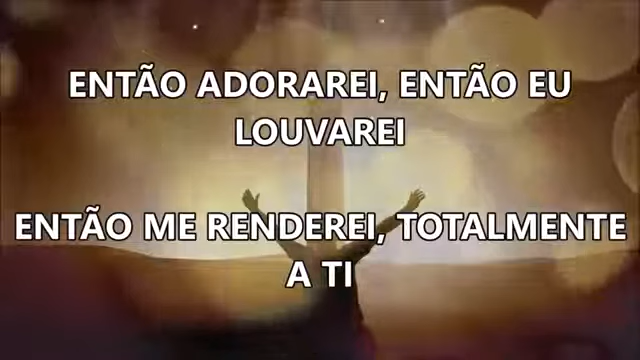 ENTÃO ADORAREI, ENTÃO EU
LOUVAREI
ENTÃO ME RENDEREI, TOTALMENTE
A TI